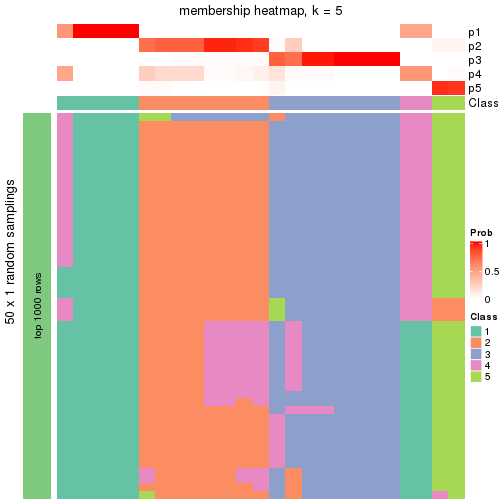 membership heatmap, k = 5
p1
p2
p3
p4
p5
Class
50 x 1 random samplings
top 1000 rows
Prob
1
0.5
0
Class
1
2
3
4
5